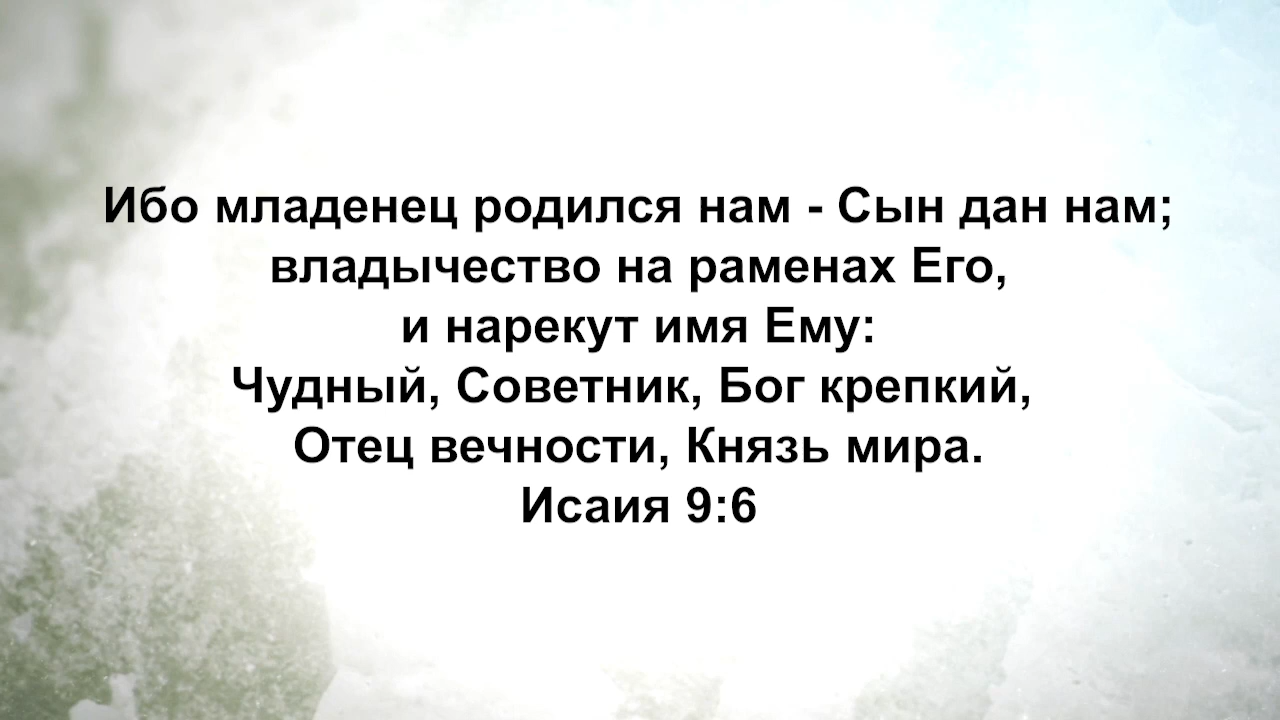 Ибо младенец родился нам - Сын дан нам;
владычество на раменах Его,
и нарекут имя Ему:
Чудный, Советник, Бог крепкий,
Отец вечности, Князь мира.
Исаия 9:6